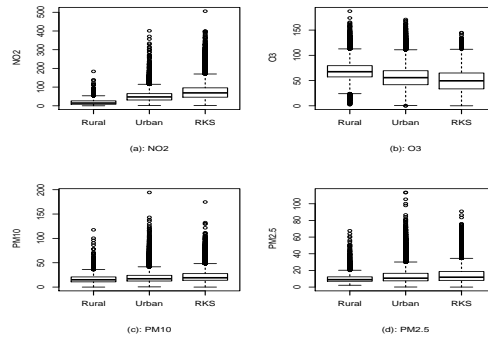 NO2
500
400
300
200
100
0
Rural Urban RKS
(a): NO2
O3
150
100
50
0
Rural Urban RKS
(b): O3
PM10
200
150
100
50
0
Rural Urban RKS
(c): PM10
PM2.5
100
80
60
40
20
0
Rural Urban RKS
(d): PM2.5